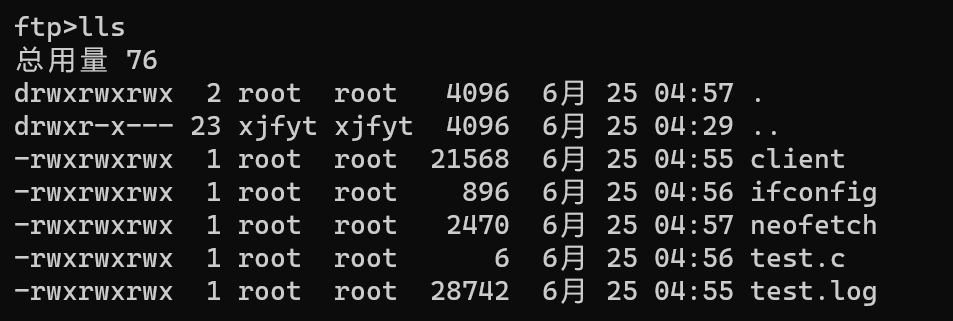 ftp>lls
总用量 76
drwxrwxrwx  2 root  root   4096  6月 25 04:57 .
drwxr-x--- 23 xjfyt xjfyt  4096  6月 25 04:29 ..
-rwxrwxrwx  1 root  root  21568  6月 25 04:55 client
-rwxrwxrwx  1 root  root    896  6月 25 04:56 ifconfig
-rwxrwxrwx  1 root  root   2470  6月 25 04:57 neofetch
-rwxrwxrwx  1 root  root      6  6月 25 04:56 test.c
-rwxrwxrwx  1 root  root  28742  6月 25 04:55 test.log